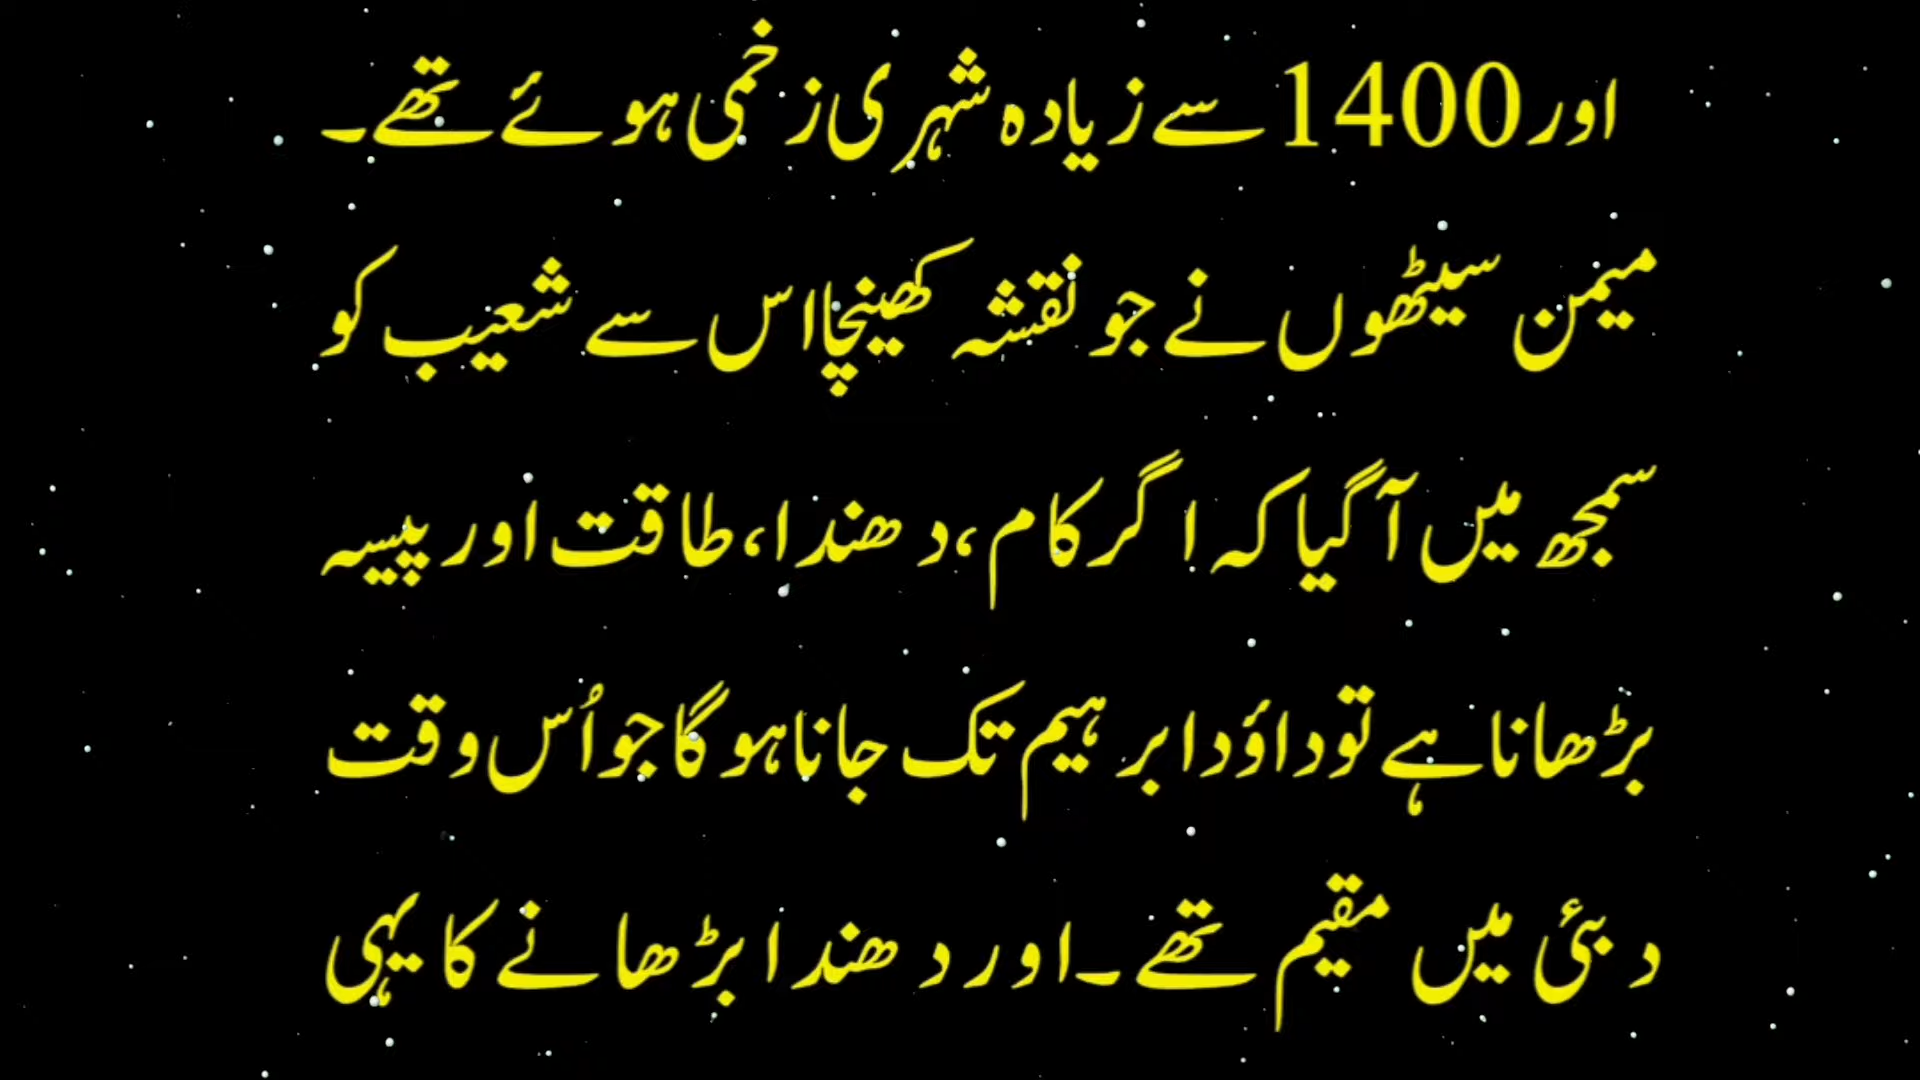 اور 1400 سے زیادہ شہری زخمی ہوئے تھے۔
میمن سیٹھوں نے جو نقشہ کھینچا اس سے شعیب کو
سمجھ میں آگیا کہ اگر کام، دھندا، طاقت اور پیسہ
بڑھانا ہے تو داؤد ابرہیم تک جانا ہوگا جو اُس وقت
دبئی میں مقیم تھے۔ اور دھندا بڑھانے کا یہی